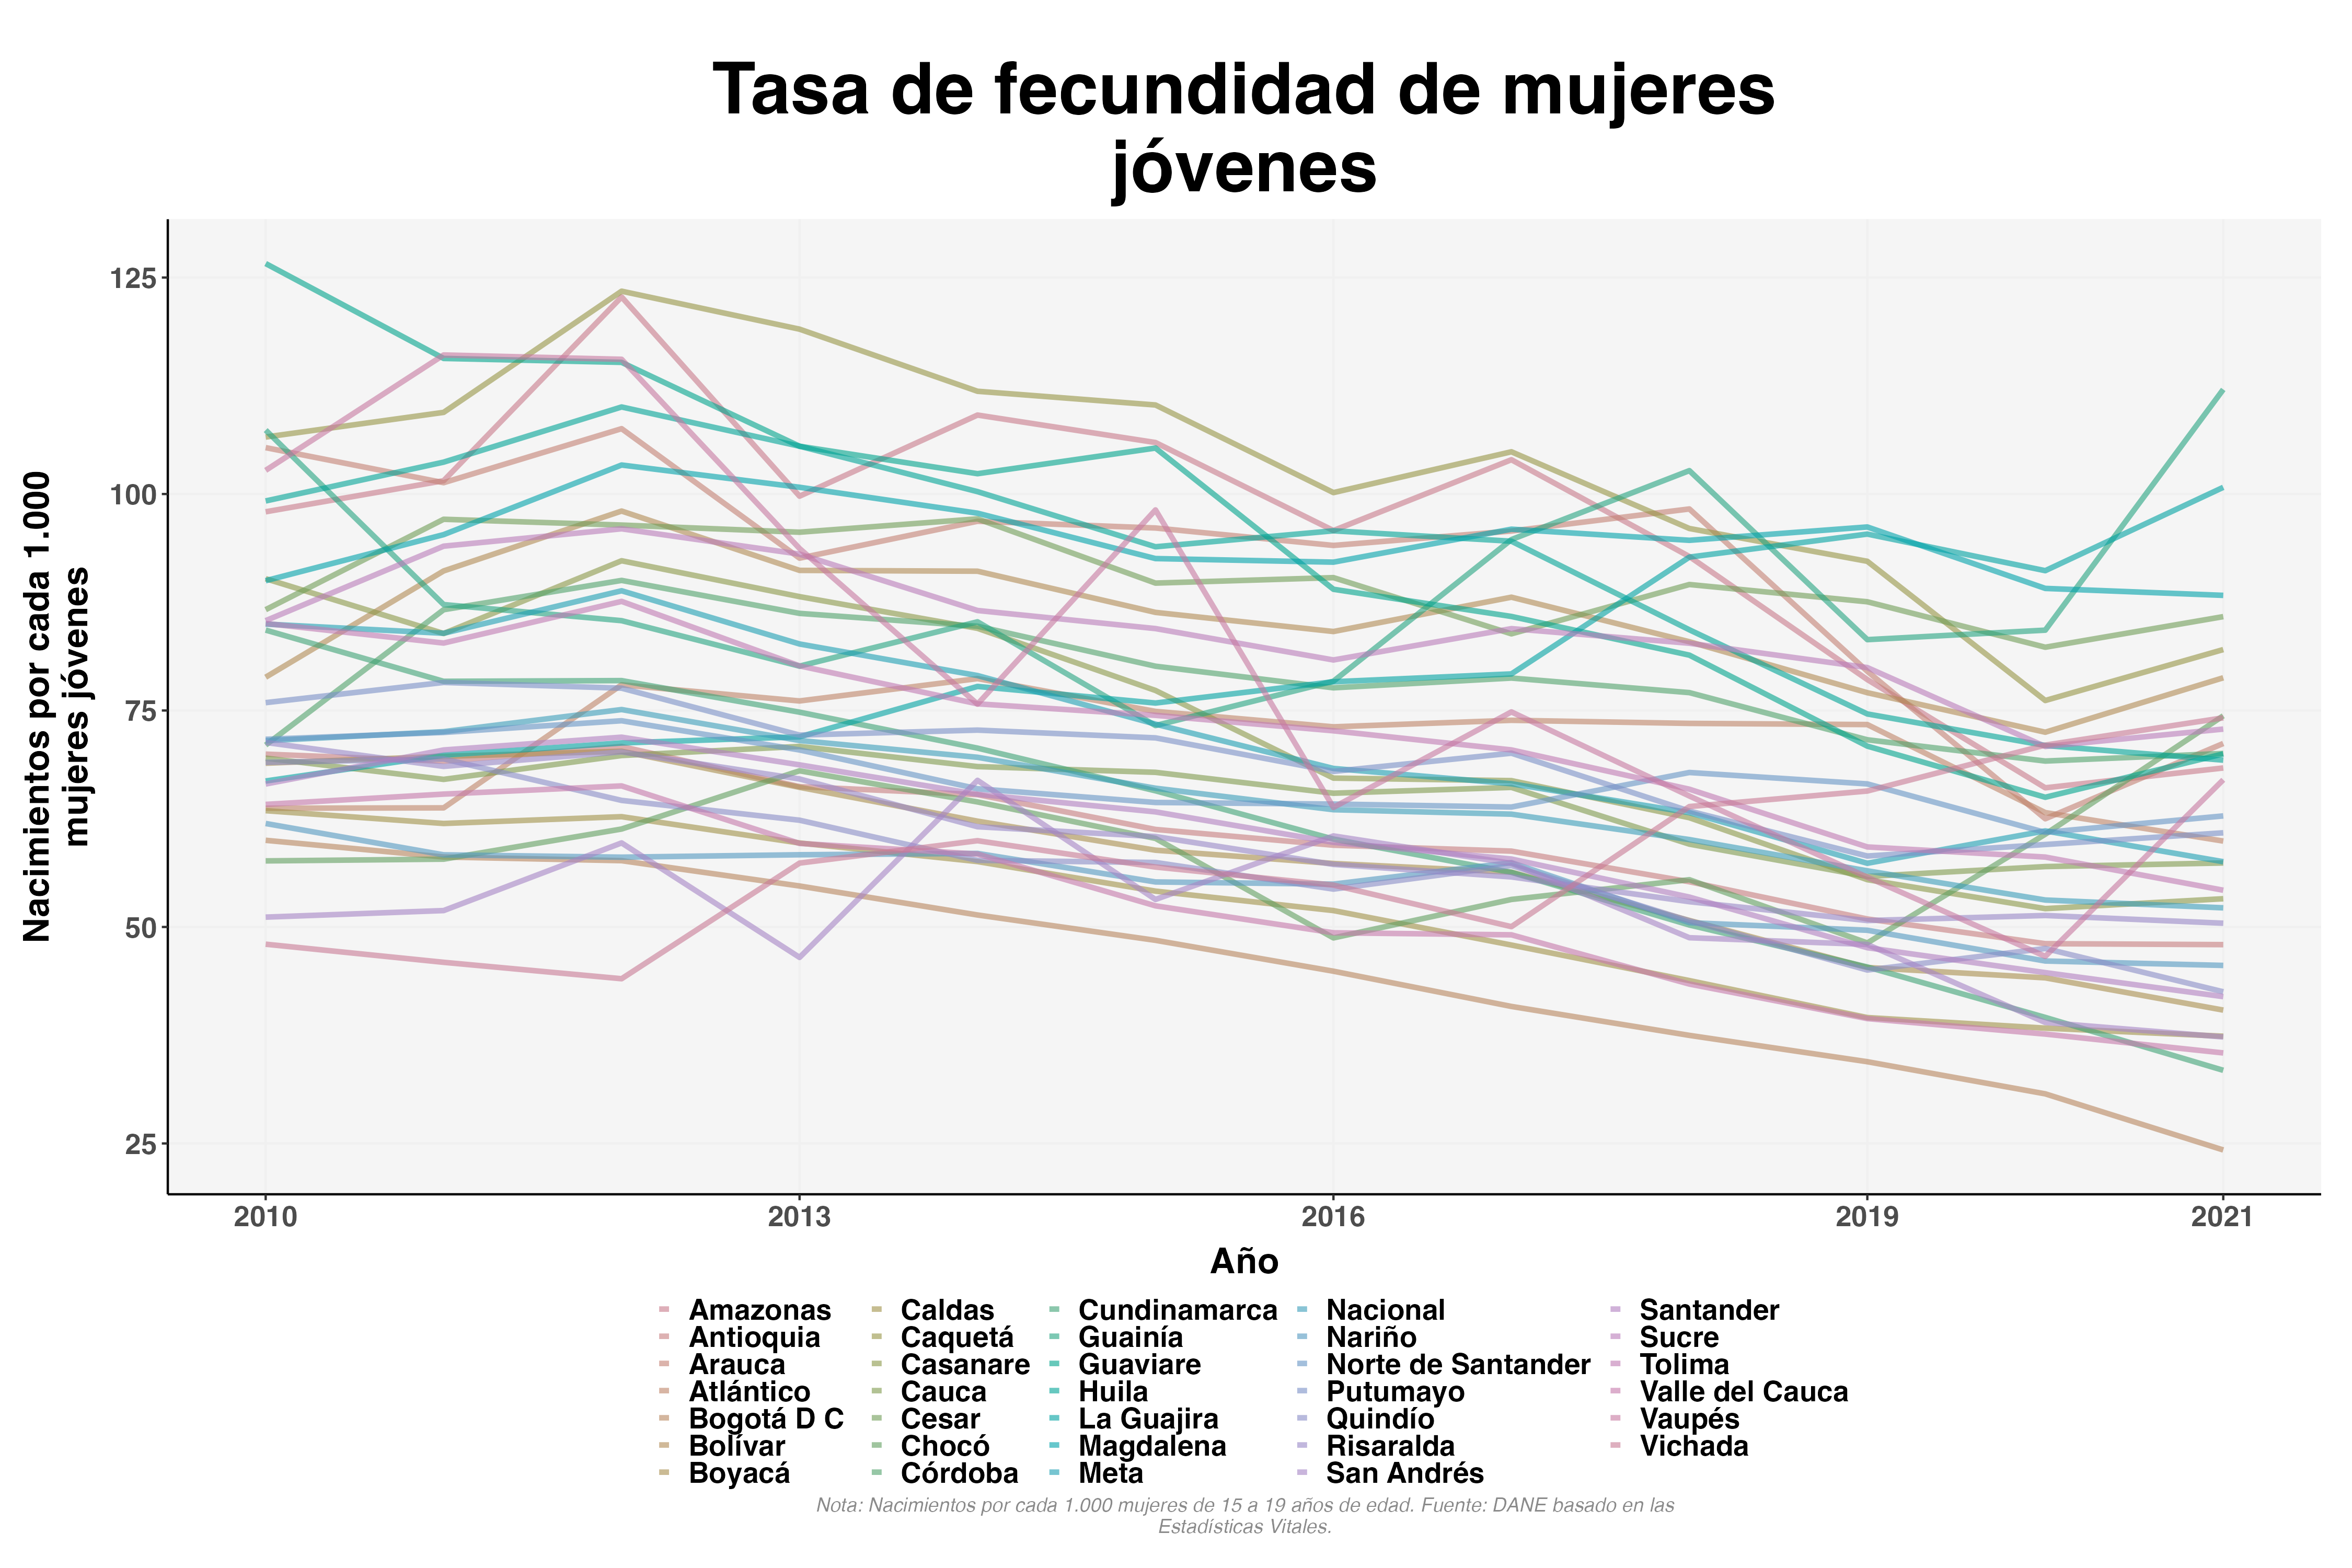 Tasa de fecundidad de mujeres
jóvenes
Nacimientos por cada 1.000
mujeres jóvenes
125
100
75
50
25
2010
2013
2016
2019
2021
Año
Amazonas
Antioquia
Arauca
Atlántico
Bogotá D C
Bolívar
Boyacá
Caldas
Caquetá
Casanare
Cauca
Cesar
Chocó
Córdoba
Cundinamarca
Guainía
Guaviare
Huila
La Guajira
Magdalena
Meta
Nacional
Nariño
Norte de Santander
Putumayo
Quindío
Risaralda
San Andrés
Santander
Sucre
Tolima
Valle del Cauca
Vaupés
Vichada
Nota: Nacimientos por cada 1.000 mujeres de 15 a 19 años de edad. Fuente: DANE basado en las
Estadísticas Vitales.